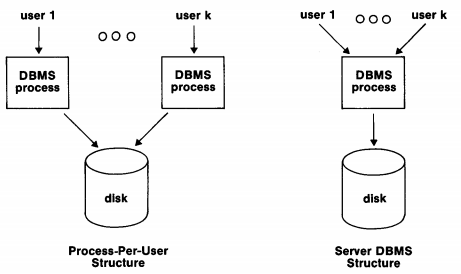 user 1
user k
DBMS
process
DBMS
process
disk
Process-Per-User
Structure
user 1
user k
DBMS
process
disk
Server DBMS
Structure